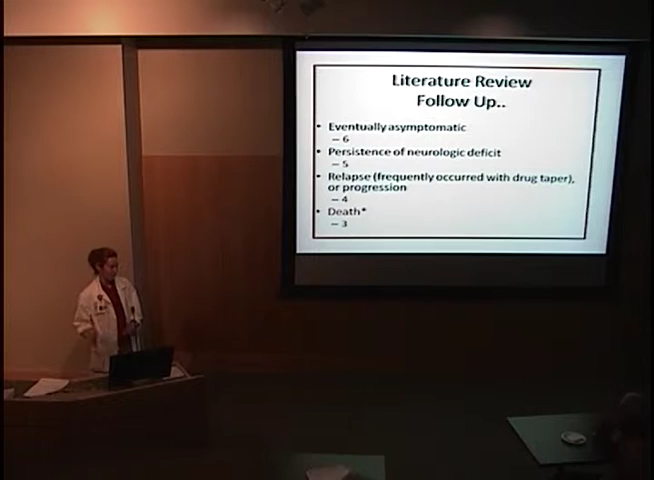 Literature Review
Follow Up..
• Eventually asymptomatic
– 6
• Persistence of neurologic deficit
– 5
• Relapse (frequently occurred with drug taper),
or progression
– 4
• Death*
– 3